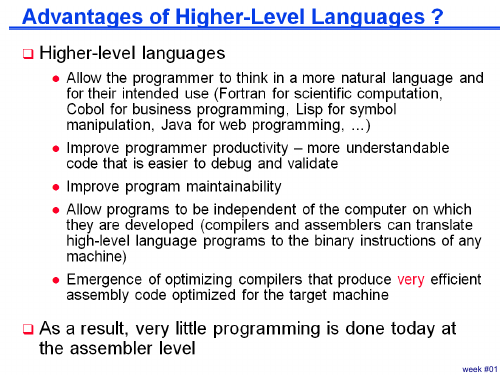 Advantages of Higher-Level Languages ?
Higher-level languages
Allow the programmer to think in a more natural language and
for their intended use (Fortran for scientific computation,
Cobol for business programming, Lisp for symbol
manipulation, Java for web programming, …)
Improve programmer productivity – more understandable
code that is easier to debug and validate
Improve program maintainability
Allow programs to be independent of the computer on which
they are developed (compilers and assemblers can translate
high-level language programs to the binary instructions of any
machine)
Emergence of optimizing compilers that produce very efficient
assembly code optimized for the target machine
As a result, very little programming is done today at
the assembler level
week #01